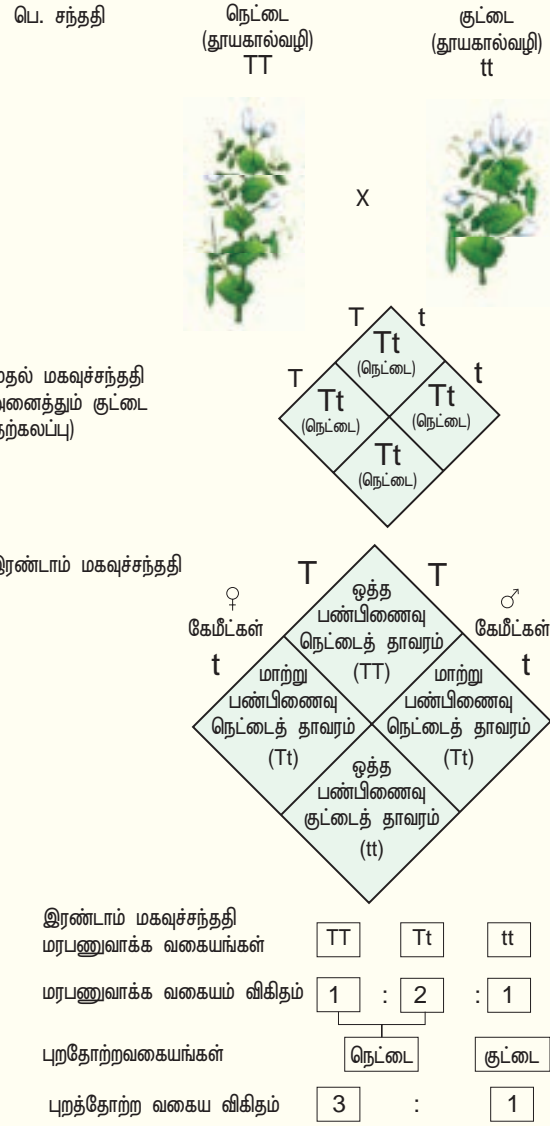 பெ. சந்ததி
நெட்டை
(தூயகால்வழி)
TT
குட்டை
(தூயகால்வழி)
tt
X
T t
Tt
(நெட்டை)
T t
Tt
(நெட்டை)
Tt
(நெட்டை)
Tt
(நெட்டை)
மகவுச்சந்ததி
குட்டை
இரண்டாம் மகவுச்சந்ததி
♀
கேமீட்கள்
T T
♂
கேமீட்கள்
t t
ஒத்த
பண்பிணைவு
நெட்டைத் தாவரம்
(TT)
மாற்று
பண்பிணைவு
நெட்டைத் தாவரம்
(Tt)
மாற்று
பண்பிணைவு
நெட்டைத் தாவரம்
(Tt)
ஒத்த
பண்பிணைவு
குட்டைத் தாவரம்
(tt)
இரண்டாம் மகவுச்சந்ததி
மரபணுவாக்க வகையங்கள் TT Tt tt
மரபணுவாக்க வகையம் விகிதம் 1 : 2 : 1
புறதோற்றவகையங்கள் நெட்டை குட்டை
புறத்தோற்ற வகைய விகிதம் 3 : 1